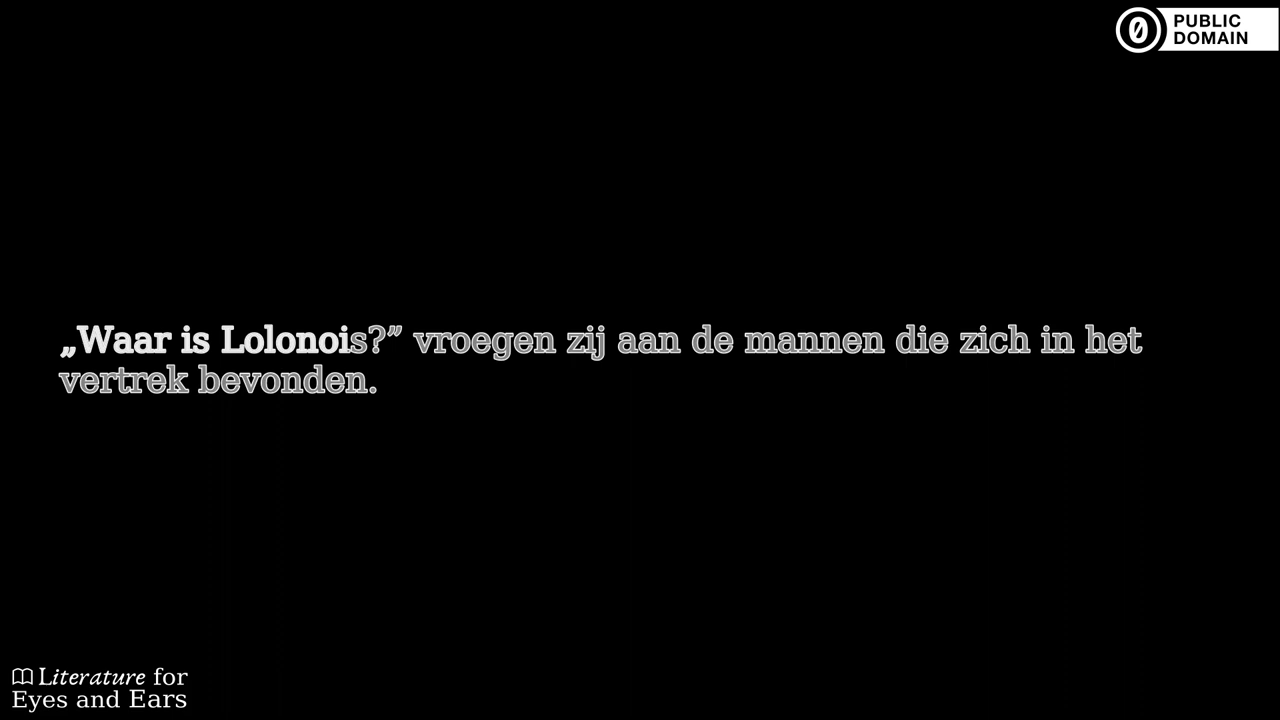 PUBLIC
DOMAIN
„Waar is Lolonois?” vroegen zij aan de mannen die zich in het
vertrek bevonden.
Literature for
Eyes and Ears